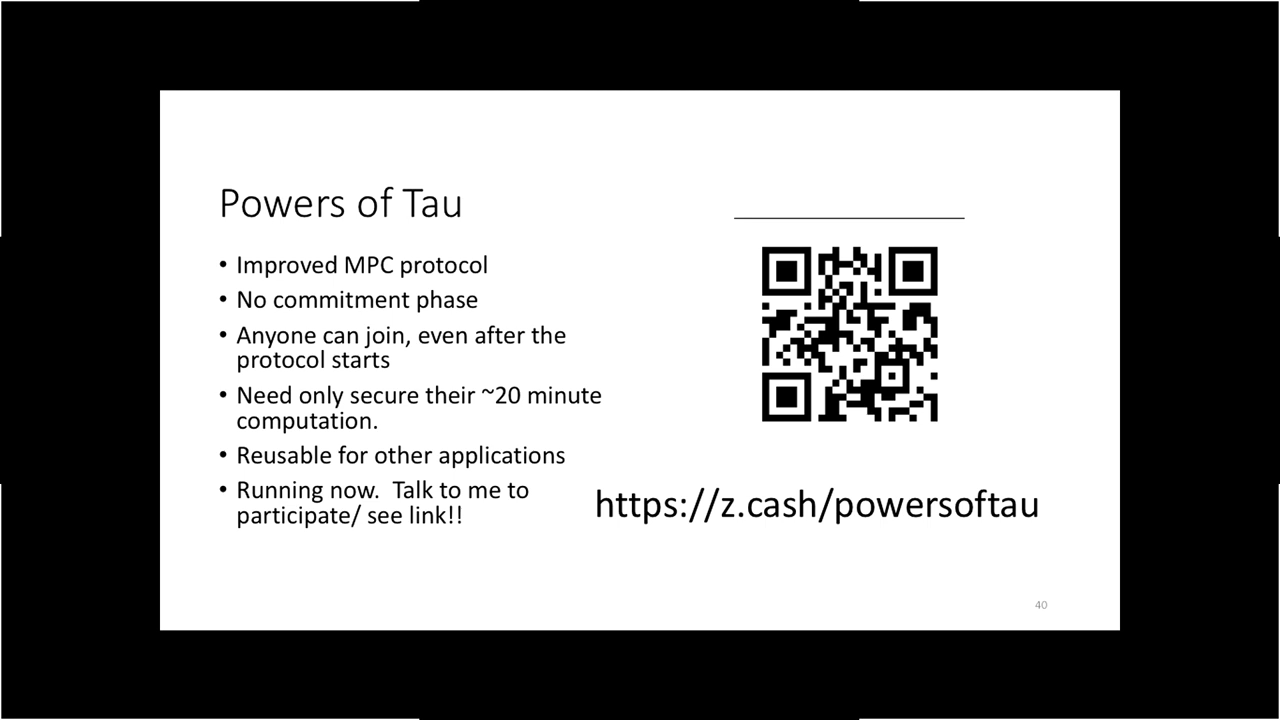 Powers of Tau
• Improved MPC protocol
• No commitment phase
• Anyone can join, even after the
protocol starts
• Need only secure their ~20 minute
computation.
• Reusable for other applications
• Running now.  Talk to me to
participate/ see link!!
https://z.cash/powersoftau
40